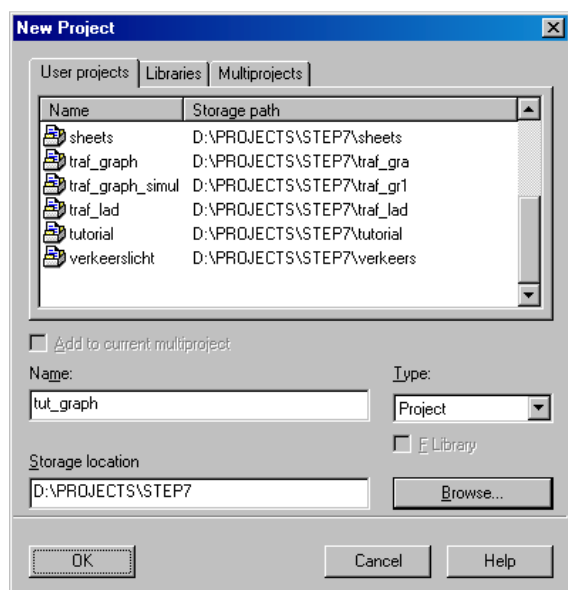 New Project
User projects Libraries Multiprojects
Name Storage path
sheets D:\PROJECTS\STEP7\sheets
traf_graph D:\PROJECTS\STEP7\traf_gra
traf_graph_simul D:\PROJECTS\STEP7\traf_gr1
traf_lad D:\PROJECTS\STEP7\traf_lad
tutorial D:\PROJECTS\STEP7\tutorial
verkeerslicht D:\PROJECTS\STEP7\verkeers
Add to current multiproject
Name: Type:
tut_graph Project
F Library
Storage location
D:\PROJECTS\STEP7 Browse...
OK Cancel Help